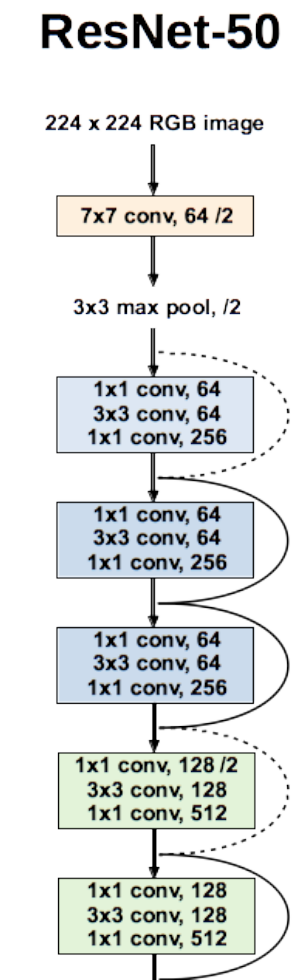 ResNet-50
224 x 224 RGB image
7x7 conv, 64 /2
3x3 max pool, /2
1x1 conv, 64
3x3 conv, 64
1x1 conv, 256
1x1 conv, 64
3x3 conv, 64
1x1 conv, 256
1x1 conv, 64
3x3 conv, 64
1x1 conv, 256
1x1 conv, 128 /2
3x3 conv, 128
1x1 conv, 512
1x1 conv, 128
3x3 conv, 128
1x1 conv, 512